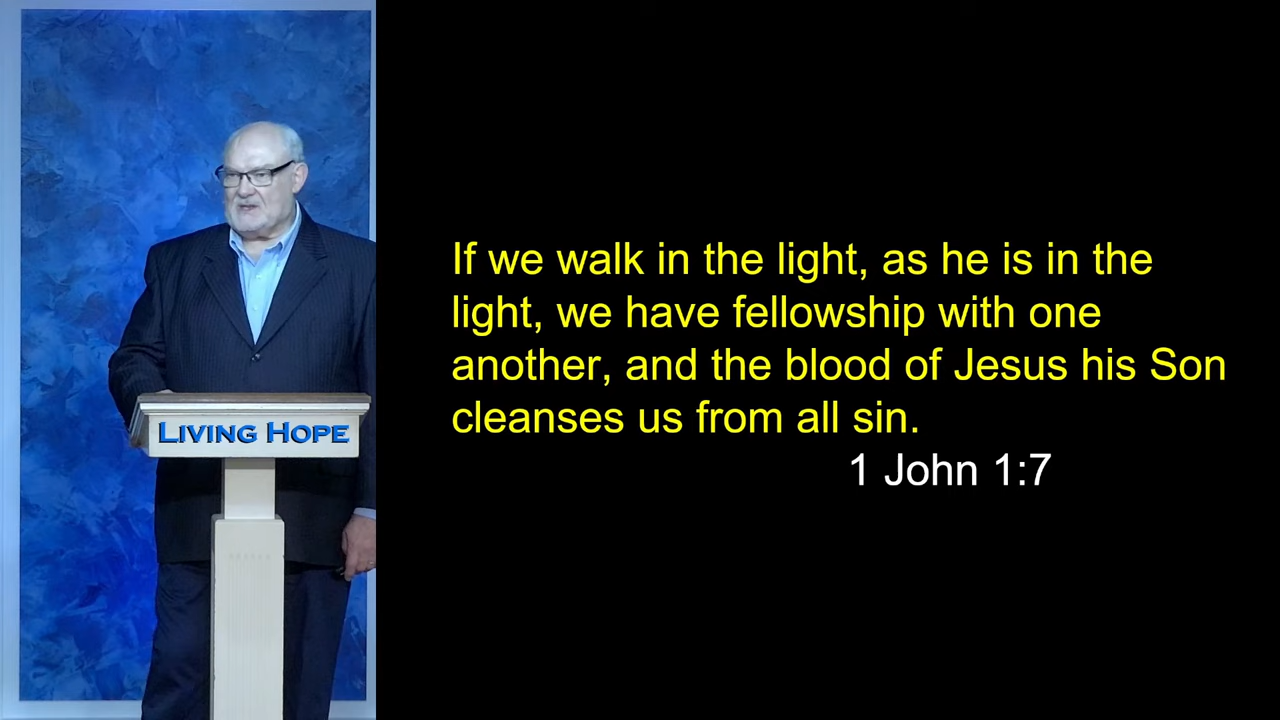 LIVING HOPE
If we walk in the light, as he is in the
light, we have fellowship with one
another, and the blood of Jesus his Son
cleanses us from all sin.
1 John 1:7